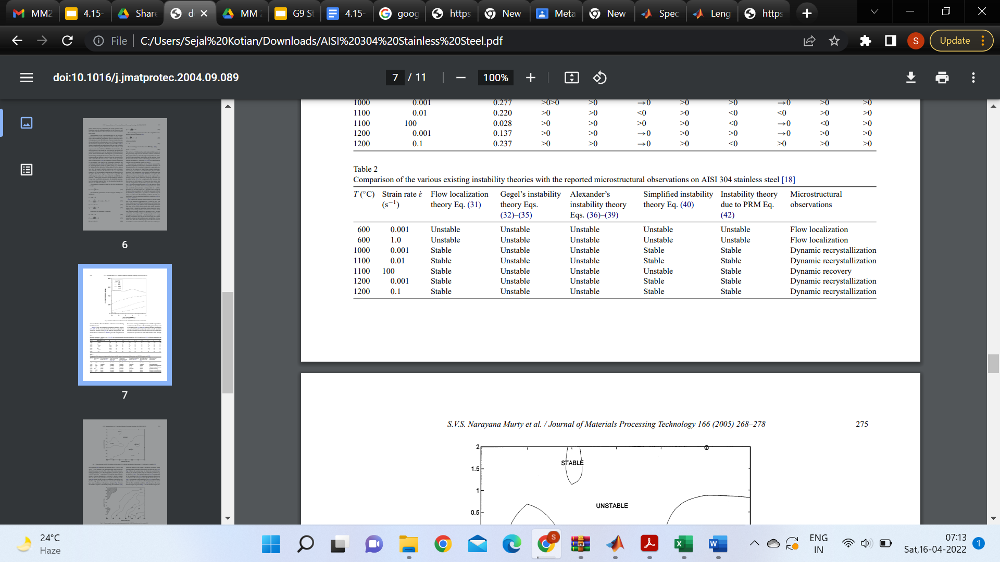 MM2 4.15- Share d MM G9 St 4.15- goog https New Meta New Spec Leng https
File C:/Users/Sejal%20Kotian/Downloads/AISI%20304%20Stainless%20Steel.pdf S Update
doi:10.1016/j.jmatprotec.2004.09.089 7 / 11 100%
6
7
1000 0.001 0.277 >0>0 >0 →0 >0 >0 →0 >0 >0
1100 0.01 0.220 >0 >0 <0 >0 <0 <0 >0 >0
1100 100 0.028 >0 >0 >0 >0 <0 →0 <0 >0
1200 0.001 0.137 >0 >0 →0 >0 >0 →0 >0 >0
1200 0.1 0.237 >0 >0 →0 >0 <0 >0 >0 >0
Table 2
Comparison of the various existing instability theories with the reported microstructural observations on AISI 304 stainless steel [18]
T (°C) Strain rate ε̇ Flow localization Gegel's instability Alexander's Simplified instability Instability theory Microstructural
(s⁻¹) theory Eq. (31) theory Eqs. instability theory theory Eq. (40) due to PRM Eq. observations
(32)–(35) Eqs. (36)–(39) (42)
600 0.001 Unstable Unstable Unstable Unstable Unstable Flow localization
600 1.0 Unstable Unstable Unstable Unstable Unstable Flow localization
1000 0.001 Stable Unstable Unstable Stable Stable Dynamic recrystallization
1100 0.01 Stable Unstable Unstable Stable Stable Dynamic recrystallization
1100 100 Stable Unstable Unstable Unstable Stable Dynamic recovery
1200 0.001 Stable Unstable Unstable Stable Stable Dynamic recrystallization
1200 0.1 Stable Unstable Unstable Stable Stable Dynamic recrystallization
S.V.S. Narayana Murty et al. / Journal of Materials Processing Technology 166 (2005) 268–278 275
2
STABLE
1.5
1
UNSTABLE
0.5
24°C
Haze
S
ENG
IN
07:13
Sat,16-04-2022
1